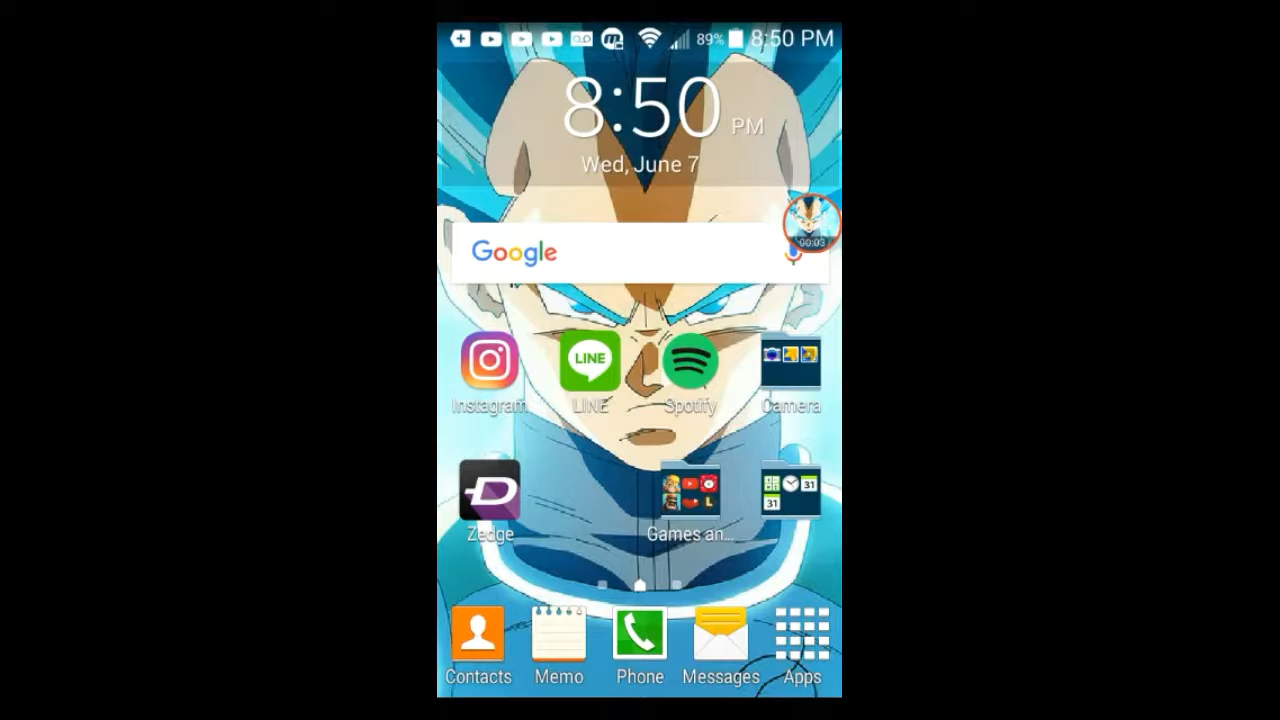 89% 8:50 PM
8:50 PM
Wed, June 7
00:03
Google
LINE
Instagram LINE Spotify Camera
31
31
Zedge Games an...
Contacts Memo Phone Messages Apps